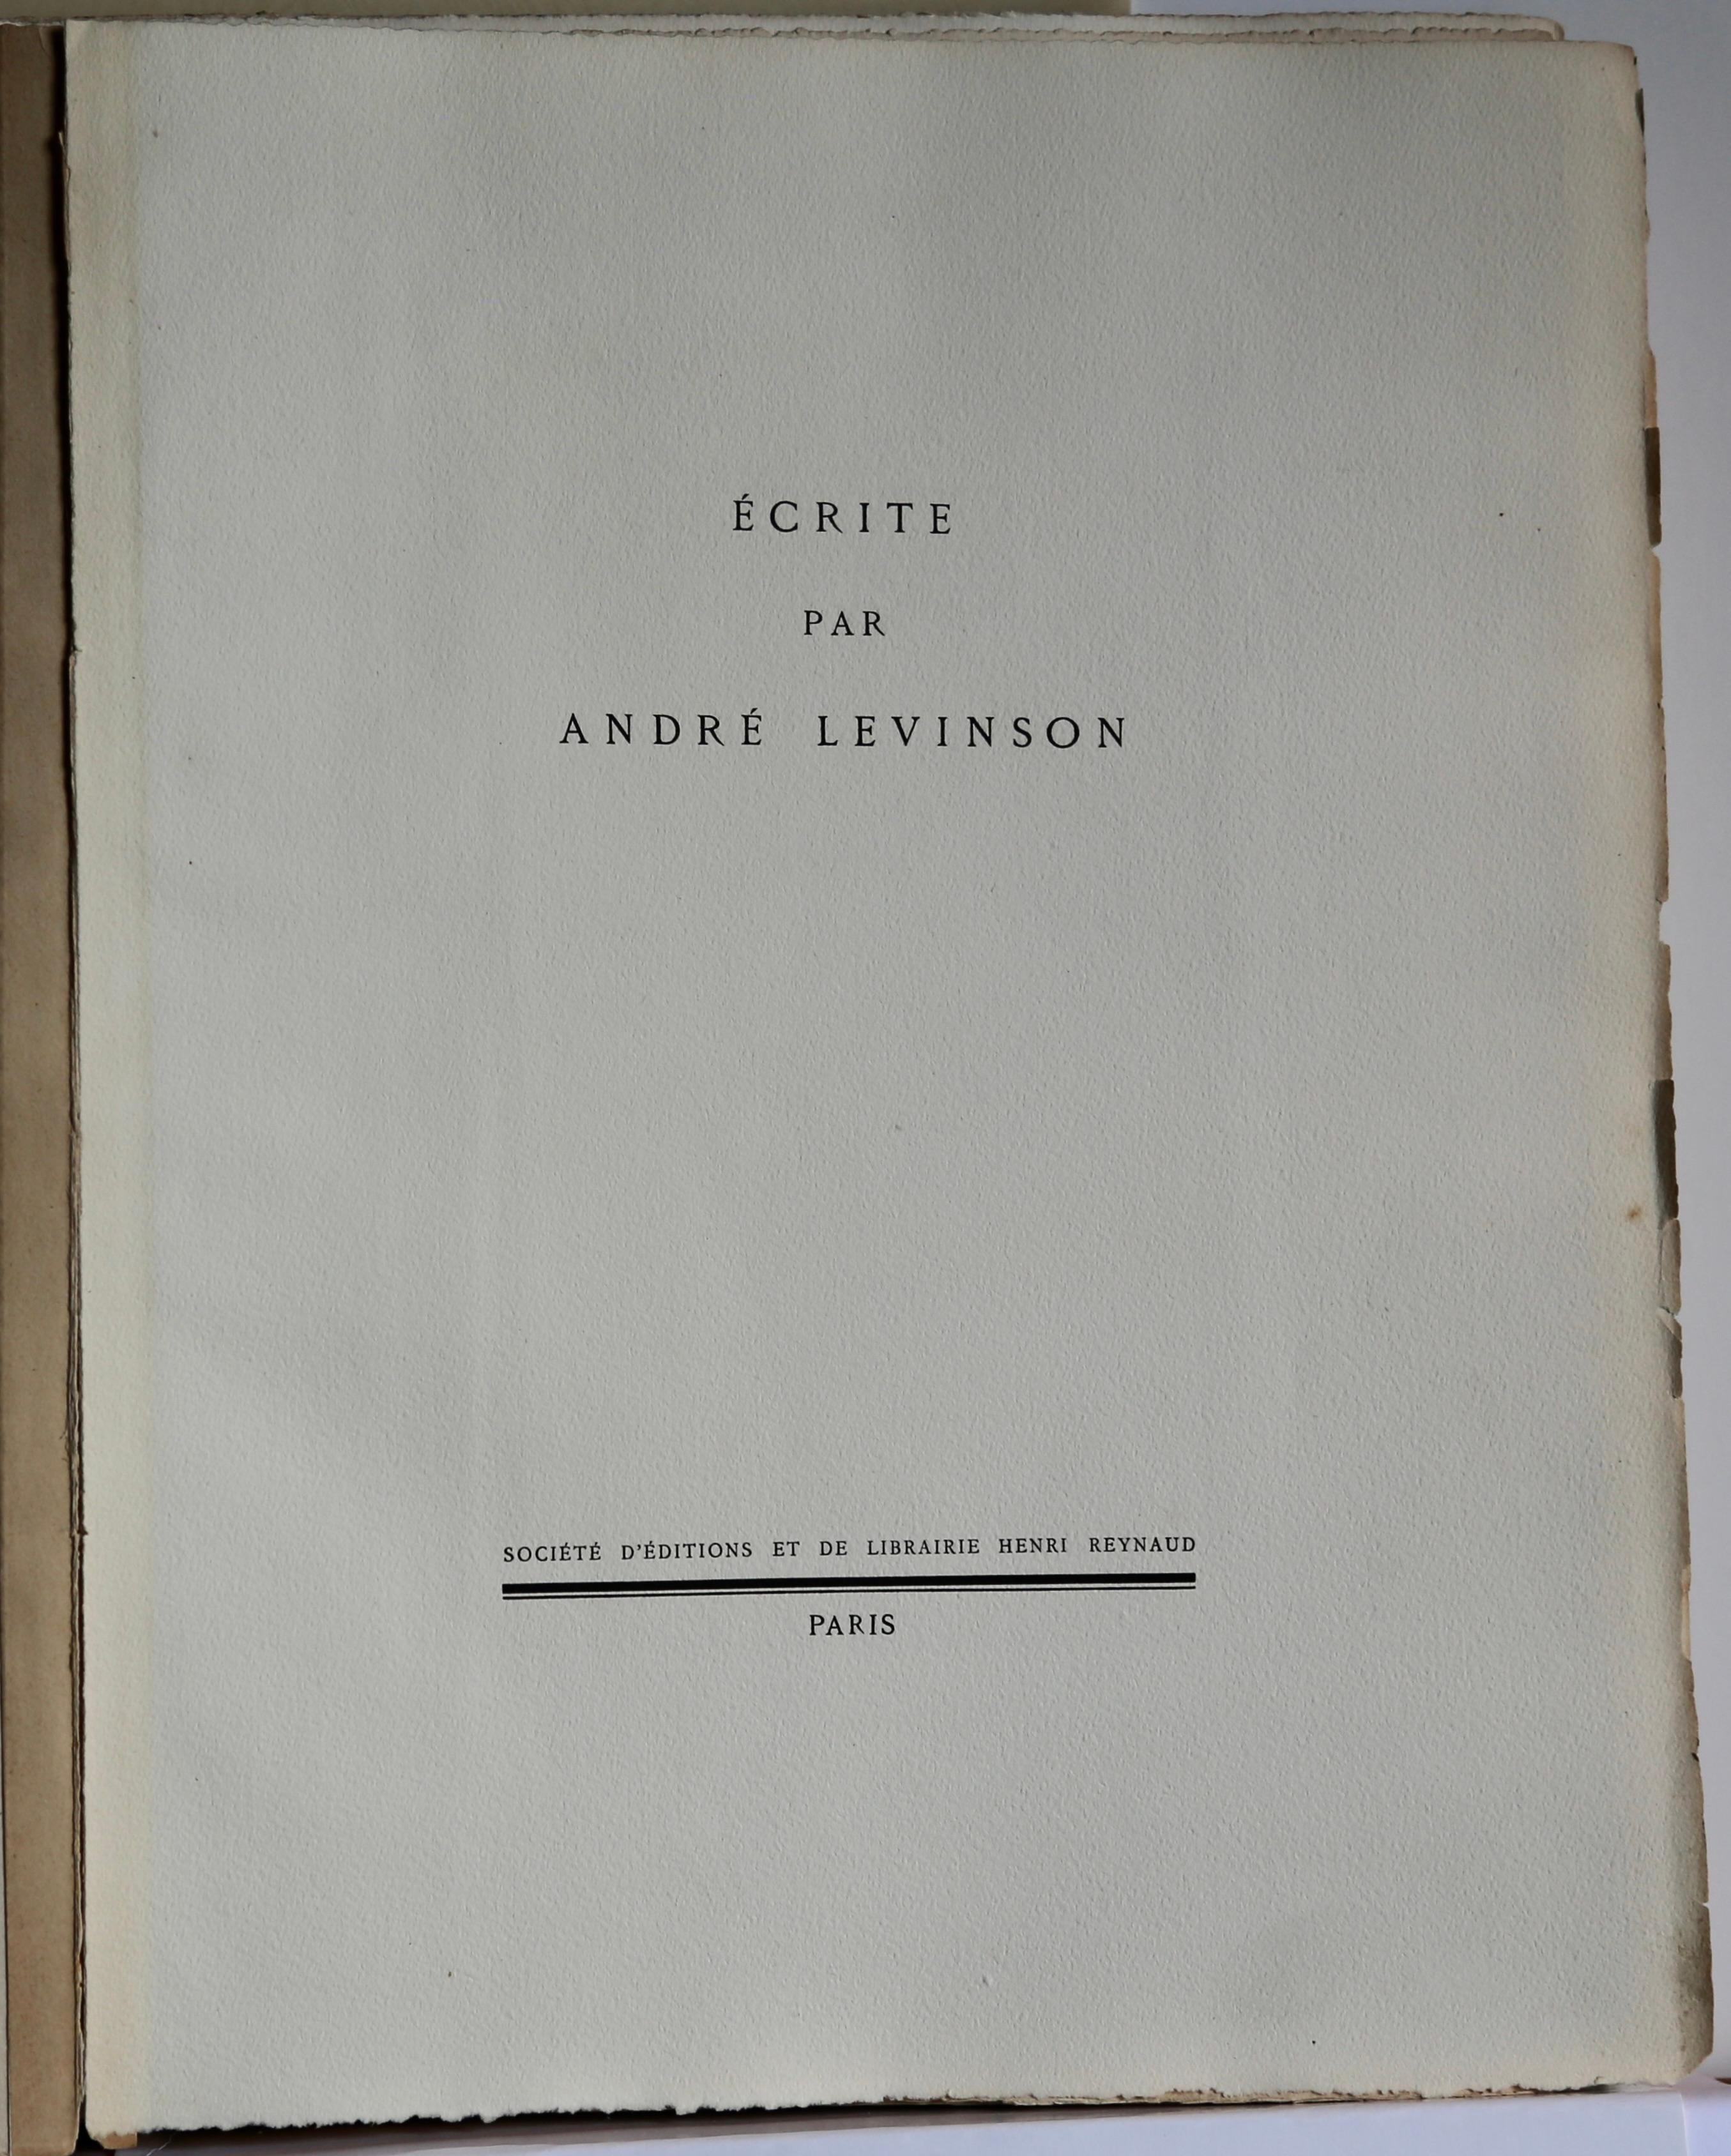 ÉCRITE
PAR
ANDRÉ LEVINSON
SOCIÉTÉ D'ÉDITIONS ET DE LIBRAIRIE HENRI REYNAUD
PARIS